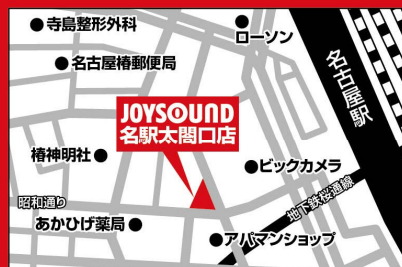 寺島整形外科
ローソン
名古屋椿郵便局
名古屋駅
JOYSOUND
名駅太閤口店
椿神明社
ビックカメラ
昭和通り
地下鉄桜通線
あかひげ薬局
アパマンショップ